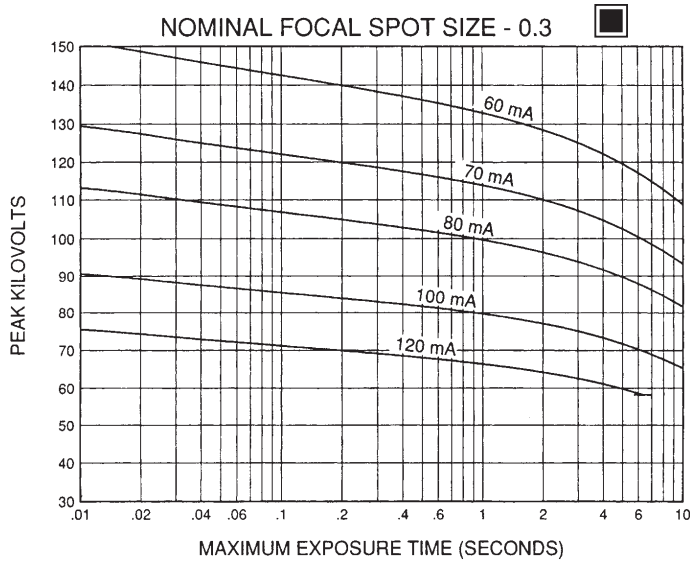 NOMINAL FOCAL SPOT SIZE - 0.3
150
140
130
120
110
100
90
80
70
60
50
40
30
PEAK KILOVOLTS
60 mA
70 mA
80 mA
100 mA
120 mA
.01 .02 .04 .06 .1 .2 .4 .6 1 2 4 6 10
MAXIMUM EXPOSURE TIME (SECONDS)